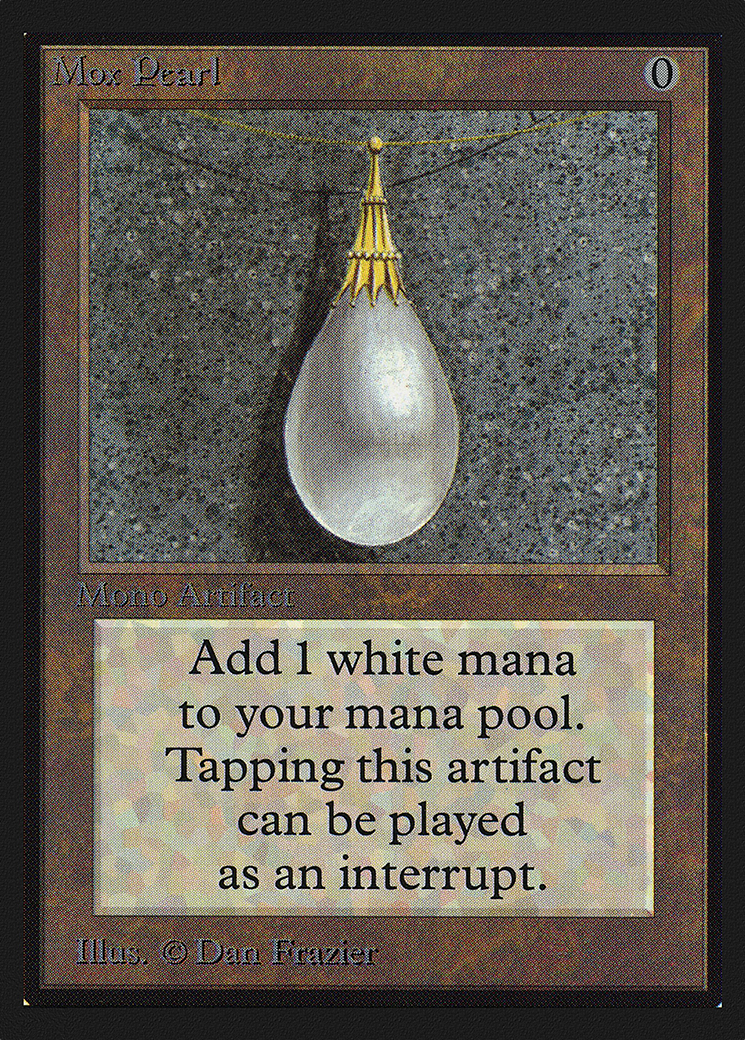 Mox Pearl
0
Mono Artifact
Add 1 white mana
to your mana pool.
Tapping this artifact
can be played
as an interrupt.
Illus. © Dan Frazier